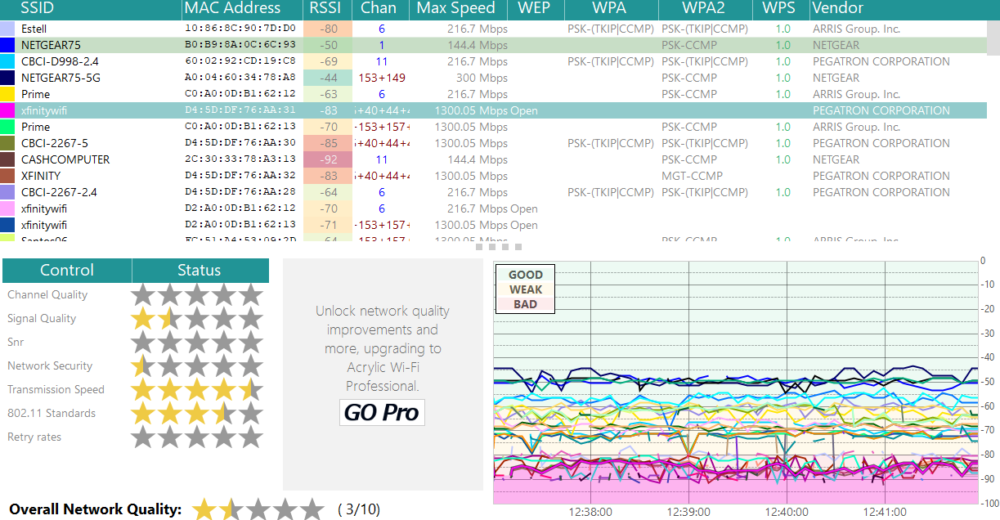 SSID MAC Address RSSI Chan Max Speed WEP WPA WPA2 WPS Vendor
Estell 10:86:8C:90:7D:D0 -80 6 216.7 Mbps PSK-(TKIP|CCMP) PSK-(TKIP|CCMP) 1.0 ARRIS Group. Inc.
NETGEAR75 B0:B9:8A:0C:6C:93 -50 1 144.4 Mbps PSK-CCMP 1.0 NETGEAR
CBCI-D998-2.4 60:02:92:CD:19:C8 -69 11 216.7 Mbps PSK-(TKIP|CCMP) PSK-(TKIP|CCMP) 1.0 PEGATRON CORPORATION
NETGEAR75-5G A0:04:60:34:78:A8 -44 153+149 300 Mbps PSK-CCMP 1.0 NETGEAR
Prime C0:A0:0D:B1:62:12 -63 6 216.7 Mbps PSK-CCMP 1.0 ARRIS Group. Inc.
xfinitywifi D4:5D:DF:76:AA:31 -83 +40+44+ 1300.05 Mbps Open PEGATRON CORPORATION
Prime C0:A0:0D:B1:62:13 -70 -153+157+ 1300.05 Mbps PSK-CCMP 1.0 ARRIS Group. Inc.
CBCI-2267-5 D4:5D:DF:76:AA:30 -85 +40+44+ 1300.05 Mbps PSK-(TKIP|CCMP) PSK-(TKIP|CCMP) 1.0 PEGATRON CORPORATION
CASHCOMPUTER 2C:30:33:78:A3:13 -92 11 144.4 Mbps PSK-CCMP 1.0 NETGEAR
XFINITY D4:5D:DF:76:AA:32 -83 +40+44+ 1300.05 Mbps MGT-CCMP PEGATRON CORPORATION
CBCI-2267-2.4 D4:5D:DF:76:AA:28 -64 6 216.7 Mbps PSK-(TKIP|CCMP) PSK-(TKIP|CCMP) 1.0 PEGATRON CORPORATION
xfinitywifi D2:A0:0D:B1:62:12 -70 6 216.7 Mbps Open
xfinitywifi D2:A0:0D:B1:62:13 -71 -153+157+ 1300.05 Mbps Open
-64 -153+157+ 1300.05 Mbps PSK-CCMP 1.0 ARRIS Group. Inc.
Control Status
Channel Quality
Signal Quality
Snr
Network Security
Transmission Speed
802.11 Standards
Retry rates
Overall Network Quality: ( 3/10)
Unlock network quality
improvements and
more, upgrading to
Acrylic Wi-Fi
Professional.
GO Pro
GOOD
WEAK
BAD
0
-10
-20
-30
-40
-50
-60
-70
-80
-90
-100
12:38:00 12:39:00 12:40:00 12:41:00